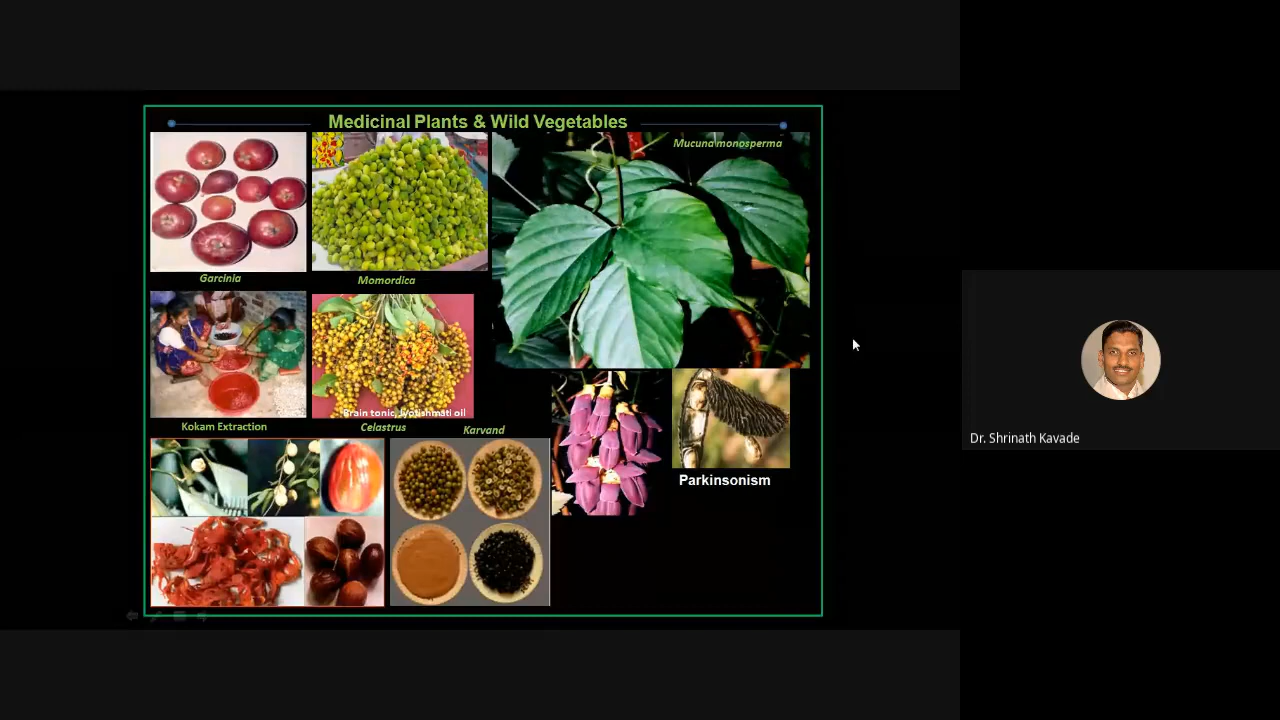 Medicinal Plants & Wild Vegetables
Mucuna monosperma
Garcinia
Momordica
Brain tonic, Jyotishmati oil
Kokam Extraction
Celastrus
Karvand
Parkinsonism
Dr. Shrinath Kavade